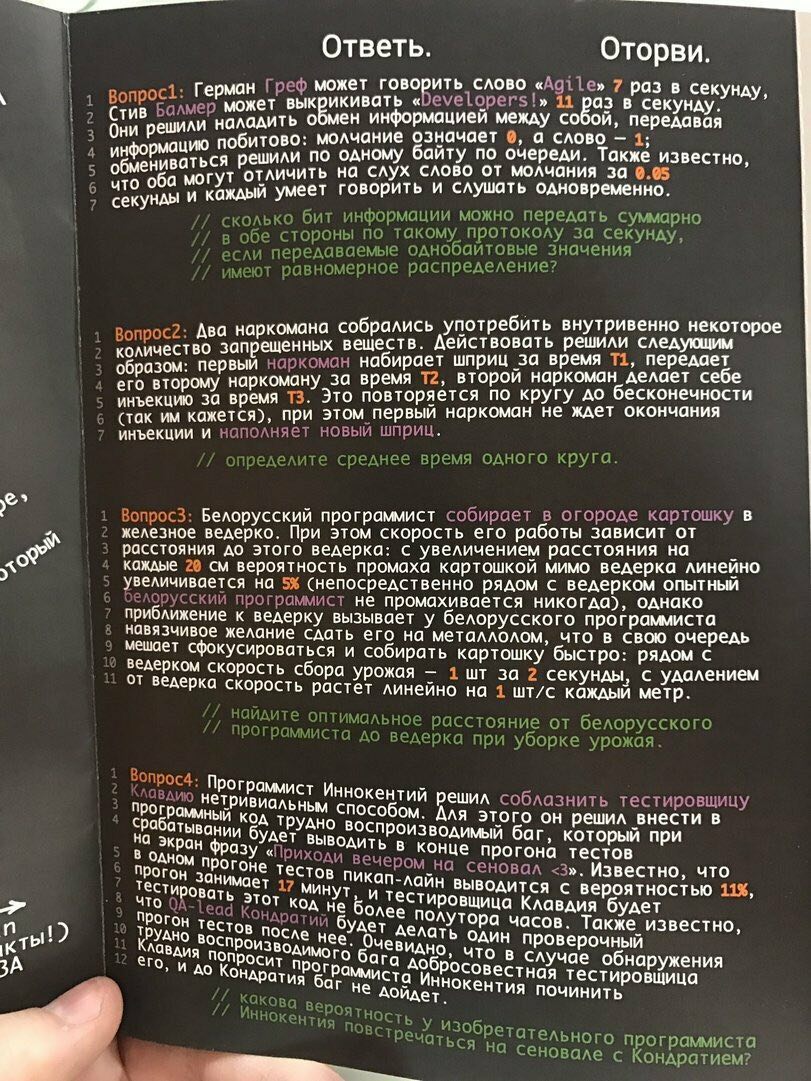 Ответь.
Оторви.
1 Вопрос1: Герман Греф может говорить слово «Agile» 7 раз в секунду,
2 Стив Балмер может выкрикивать «Developers!» 11 раз в секунду.
3 Они решили наладить обмен информацией между собой, передавая
4 информацию побитово: молчание означает 0, а слово — 1;
5 обмениваться решили по одному байту по очереди. Также известно,
6 что оба могут отличить на слух слово от молчания за 0.05
7 секунды и каждый умеет говорить и слушать одновременно.
// сколько бит информации можно передать суммарно
// в обе стороны по такому протоколу за секунду,
// если передаваемые однобайтовые значения
// имеют равномерное распределение?
1 Вопрос2: Два наркомана собрались употребить внутривенно некоторое
2 количество запрещенных веществ. Действовать решили следующим
3 образом: первый наркоман набирает шприц за время T1, передает
4 его второму наркоману за время T2, второй наркоман делает себе
5 инъекцию за время T3. Это повторяется по кругу до бесконечности
6 (так им кажется), при этом первый наркоман не ждет окончания
7 инъекции и наполняет новый шприц.
// определите среднее время одного круга.
1 Вопрос3: Белорусский программист собирает в огороде картошку в
2 железное ведерко. При этом скорость его работы зависит от
3 расстояния до этого ведерка: с увеличением расстояния на
4 каждые 20 см вероятность промаха картошкой мимо ведерка линейно
5 увеличивается на 5% (непосредственно рядом с ведерком опытный
6 белорусский программист не промахивается никогда), однако
7 приближение к ведерку вызывает у белорусского программиста
8 навязчивое желание сдать его на металлолом, что в свою очередь
9 мешает сфокусироваться и собирать картошку быстро: рядом с
10 ведерком скорость сбора урожая — 1 шт за 2 секунды, с удалением
11 от ведерка скорость растет линейно на 1 шт/с каждый метр.
// найдите оптимальное расстояние от белорусского
// программиста до ведерка при уборке урожая.
1 Вопрос4: Программист Иннокентий решил соблазнить тестировщицу
2 Клавдию нетривиальным способом. Для этого он решил внести в
3 программный код трудно воспроизводимый баг, который при
4 срабатывании будет выводить в конце прогона тестов
на экран фразу «Приходи вечером на сеновал <3». Известно, что
5 в одном прогоне тестов пикап-лайн выводится с вероятностью 11%,
6 прогон занимает 17 минут, и тестировщица Клавдия будет
7 тестировать этот код не более полутора часов. Также известно,
8 что QA-lead Кондратий будет делать один проверочный
9 прогон тестов после нее. Очевидно, что в случае обнаружения
10 трудно воспроизводимого бага добросовестная тестировщица
11 Клавдия попросит программиста Иннокентия починить
12 его, и до Кондратия баг не дойдет.
// какова вероятность у изобретательного программиста
// Иннокентия повстречаться на сеновале с Кондратием?
ре,
оторый
п
акты!)
ЗА